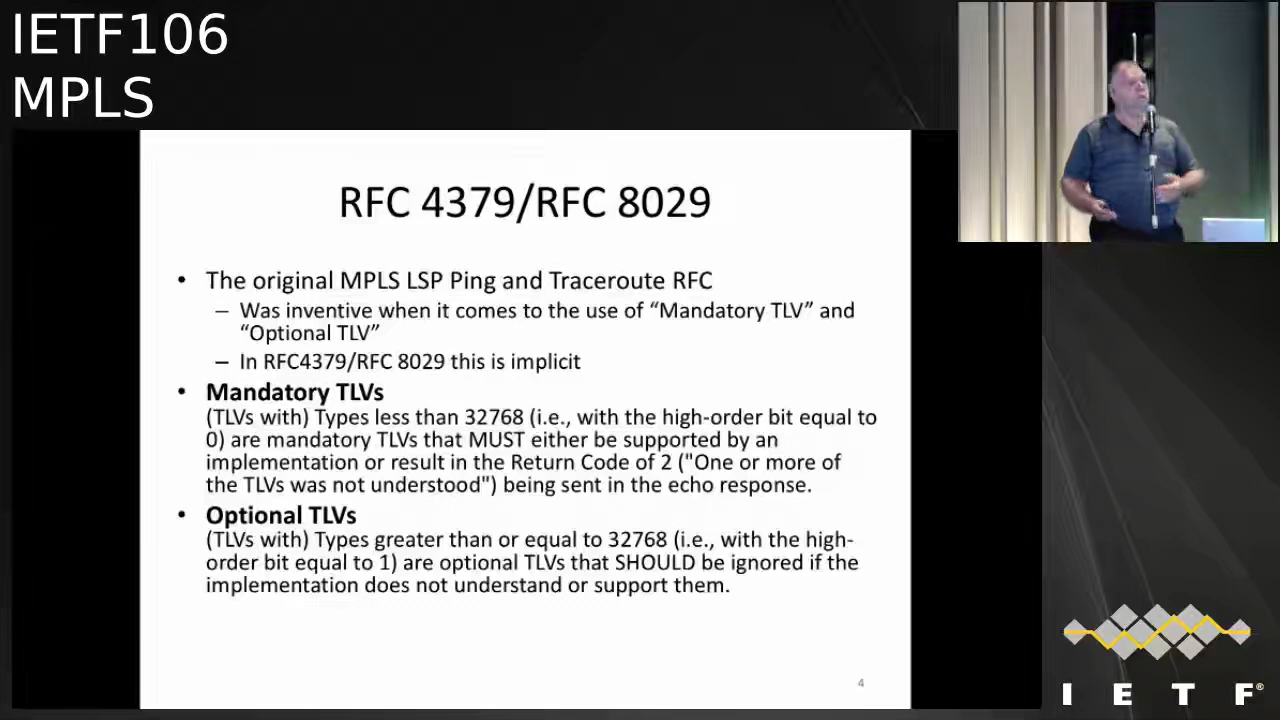 IETF106
MPLS
RFC 4379/RFC 8029
• The original MPLS LSP Ping and Traceroute RFC
– Was inventive when it comes to the use of “Mandatory TLV” and
“Optional TLV”
– In RFC4379/RFC 8029 this is implicit
• Mandatory TLVs
(TLVs with) Types less than 32768 (i.e., with the high-order bit equal to
0) are mandatory TLVs that MUST either be supported by an
implementation or result in the Return Code of 2 ("One or more of
the TLVs was not understood") being sent in the echo response.
• Optional TLVs
(TLVs with) Types greater than or equal to 32768 (i.e., with the high-
order bit equal to 1) are optional TLVs that SHOULD be ignored if the
implementation does not understand or support them.
4
I E T F®